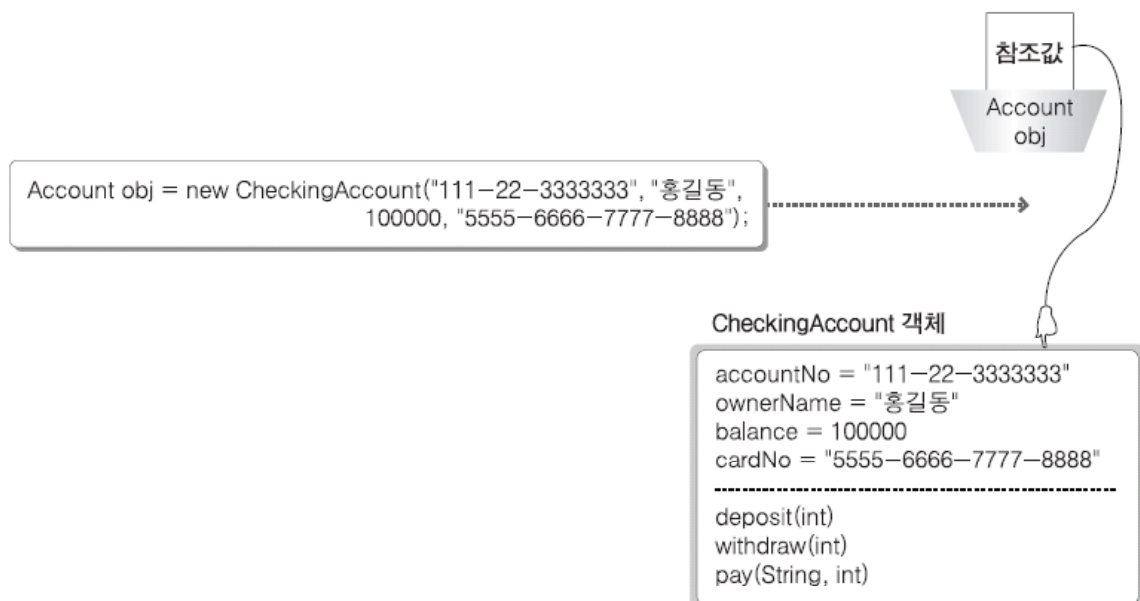 참조값
Account
obj
Account obj = new CheckingAccount("111-22-3333333", "홍길동",
100000, "5555-6666-7777-8888");
CheckingAccount 객체
accountNo = "111-22-3333333"
ownerName = "홍길동"
balance = 100000
cardNo = "5555-6666-7777-8888"
deposit(int)
withdraw(int)
pay(String, int)